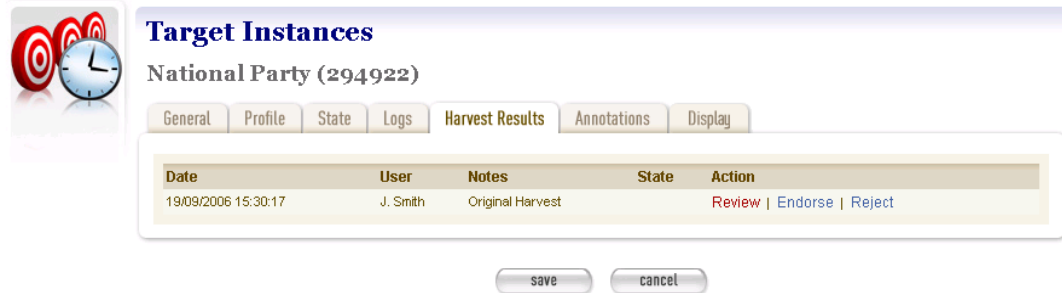 Target Instances
National Party (294922)
General Profile State Logs Harvest Results Annotations Display
Date User Notes State Action
19/09/2006 15:30:17 J. Smith Original Harvest Review | Endorse | Reject
save cancel